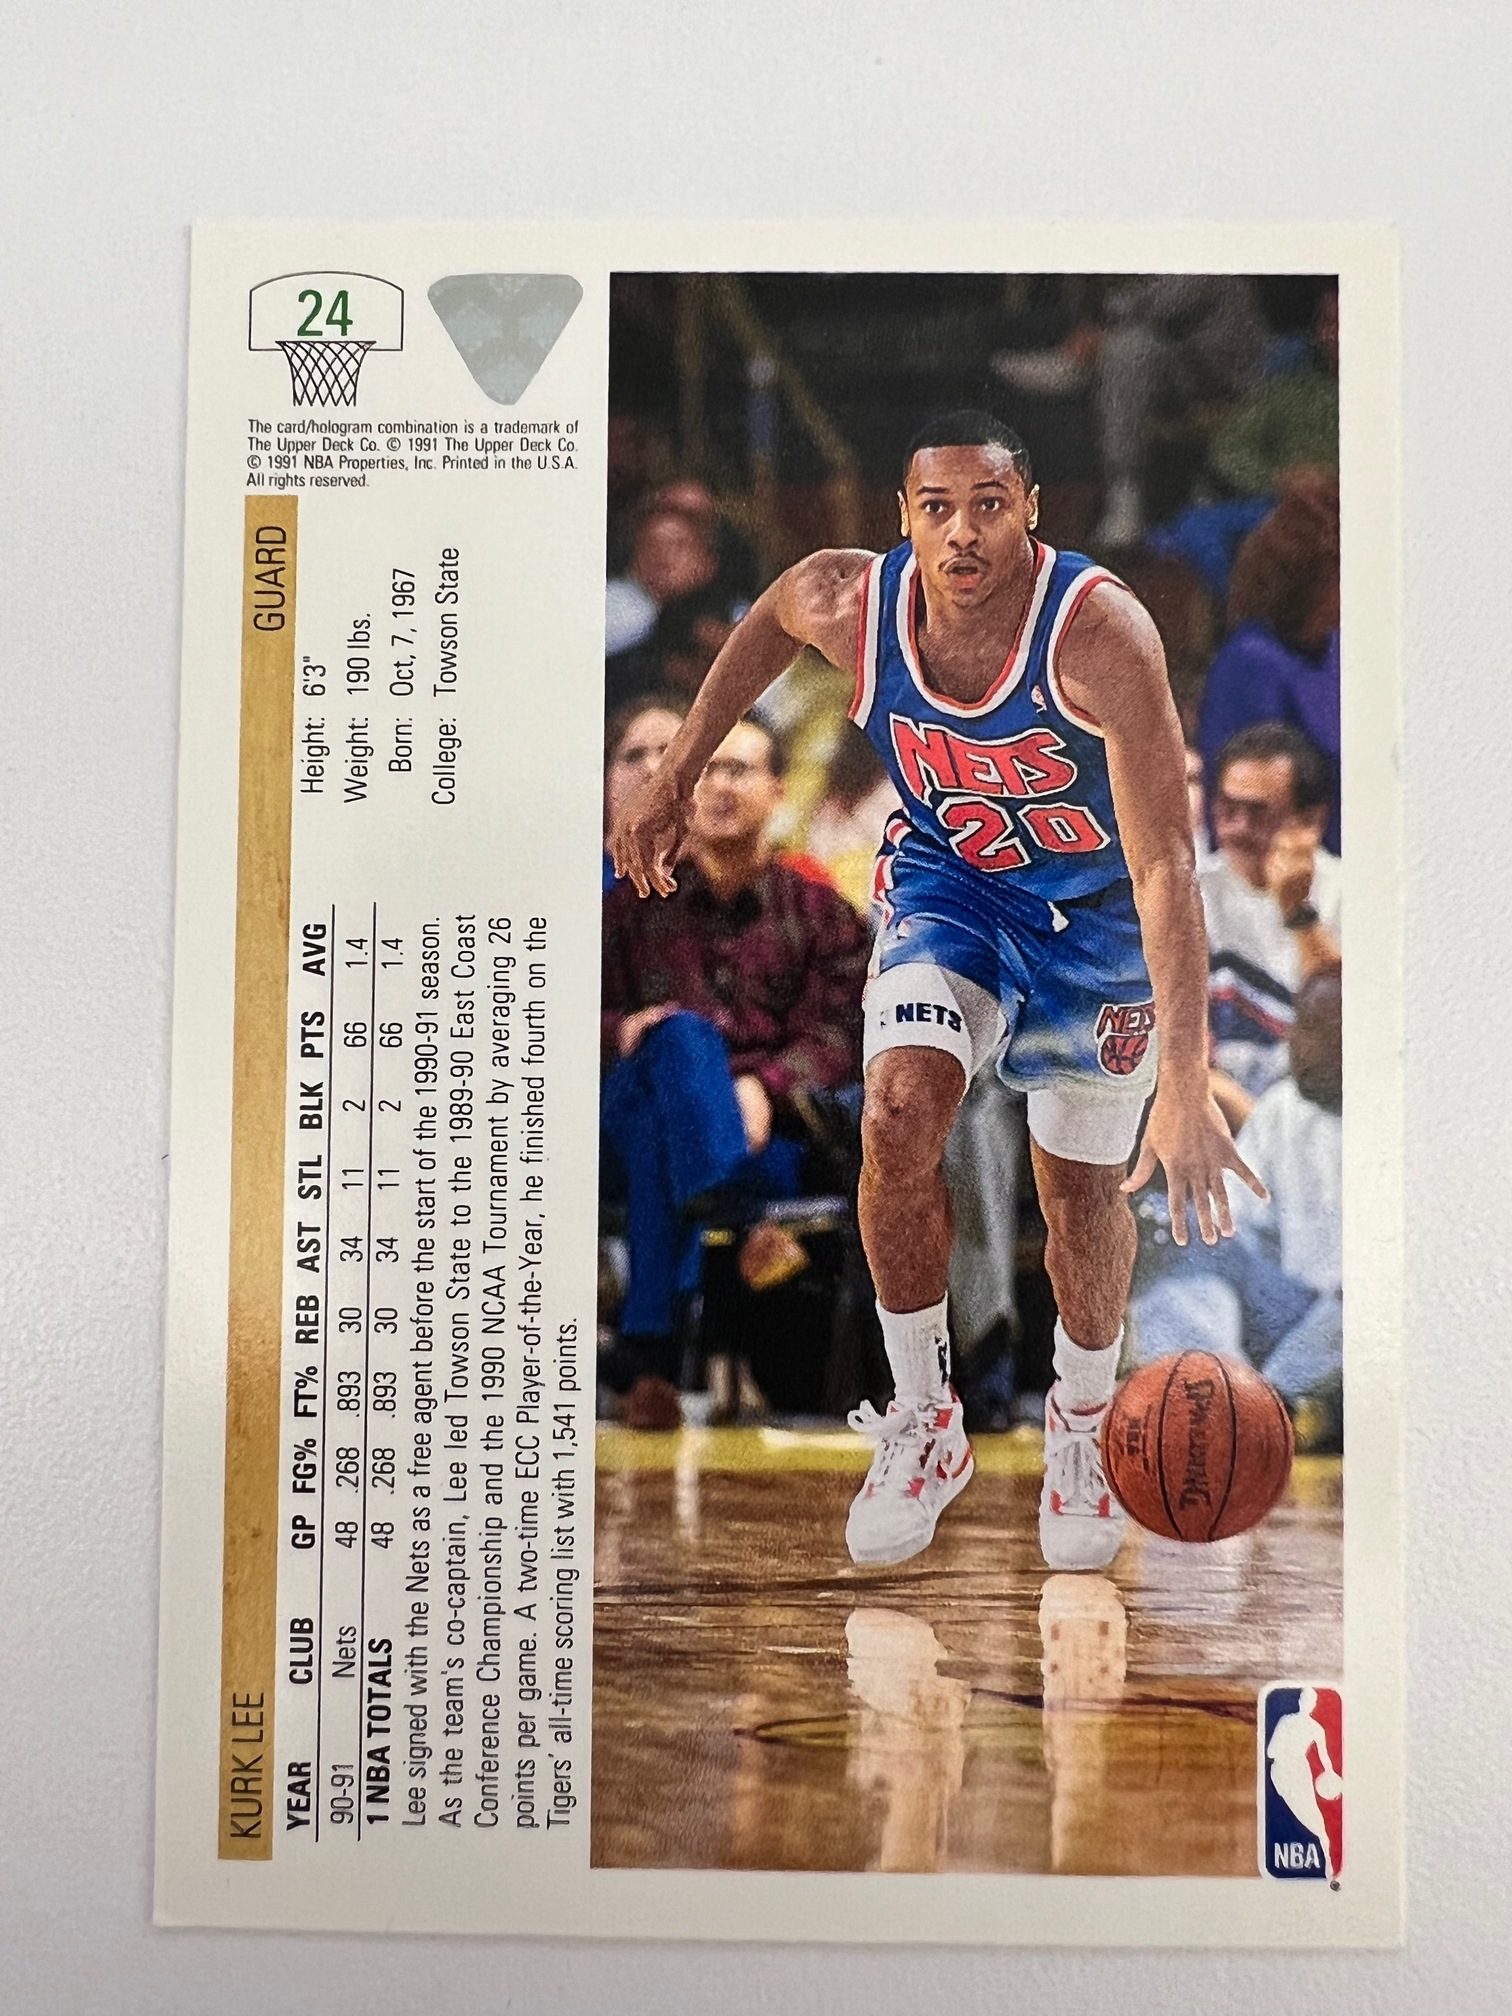 24
The card/hologram combination is a trademark of
The Upper Deck Co. © 1991 The Upper Deck Co.
© 1991 NBA Properties, Inc. Printed in the U.S.A.
All rights reserved.
KURK LEE GUARD
Height: 6'3"
Weight: 190 lbs.
Born: Oct, 7, 1967
College: Towson State
YEAR CLUB GP FG% FT% REB AST STL BLK PTS AVG
90-91 Nets 48 .268 .893 30 34 11 2 66 1.4
1 NBA TOTALS 48 .268 .893 30 34 11 2 66 1.4
Lee signed with the Nets as a free agent before the start of the 1990-91 season.
As the team's co-captain, Lee led Towson State to the 1989-90 East Coast
Conference Championship and the 1990 NCAA Tournament by averaging 26
points per game. A two-time ECC Player-of-the-Year, he finished fourth on the
Tigers' all-time scoring list with 1,541 points.
NETS
20
NETS
NETS
NBA